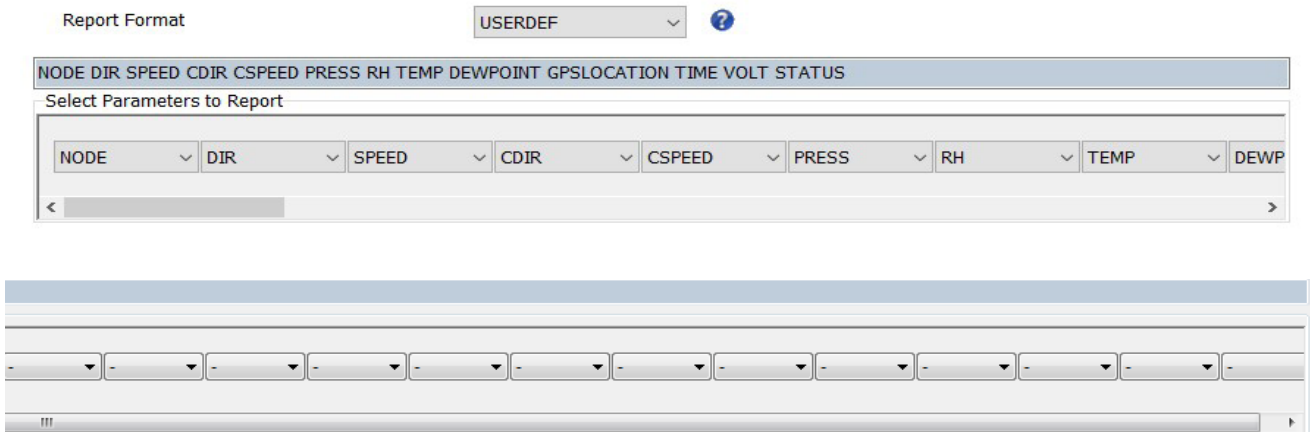 Report Format USERDEF ?
NODE DIR SPEED CDIR CSPEED PRESS RH TEMP DEWPOINT GPSLOCATION TIME VOLT STATUS
Select Parameters to Report
NODE DIR SPEED CDIR CSPEED PRESS RH TEMP DEWP
- - - - - - - - - - - - -